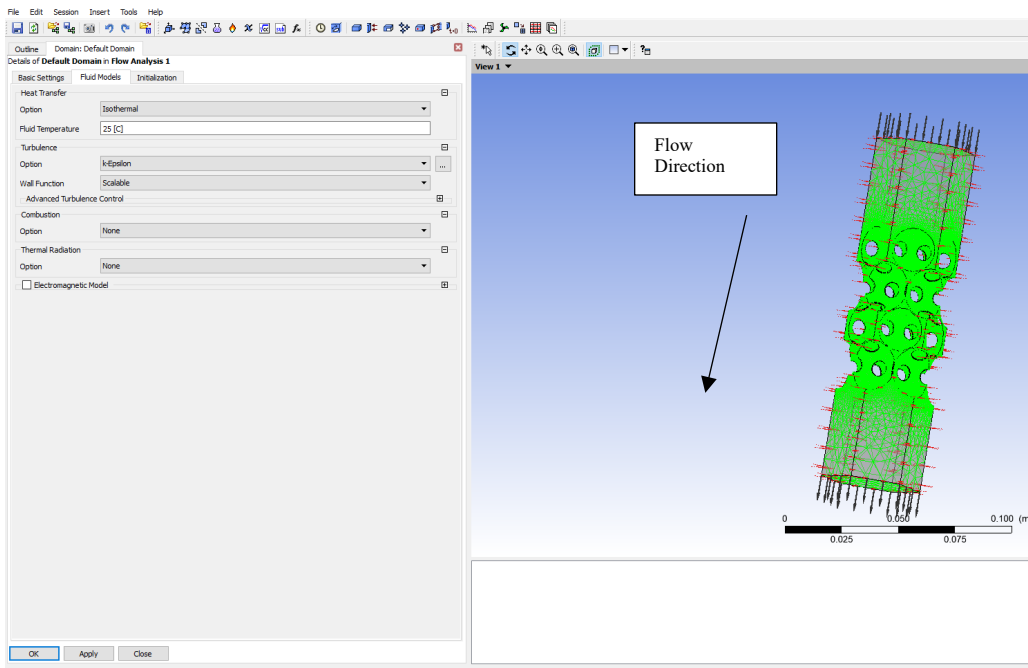 File Edit Session Insert Tools Help
Outline Domain: Default Domain
Details of Default Domain in Flow Analysis 1
Basic Settings Fluid Models Initialization
Heat Transfer
Option Isothermal
Fluid Temperature 25 [C]
Turbulence
Option k-Epsilon ...
Wall Function Scalable
Advanced Turbulence Control
Combustion
Option None
Thermal Radiation
Option None
Electromagnetic Model
OK Apply Close
View 1
Flow
Direction
0 0.050 0.100 (m
0.025 0.075